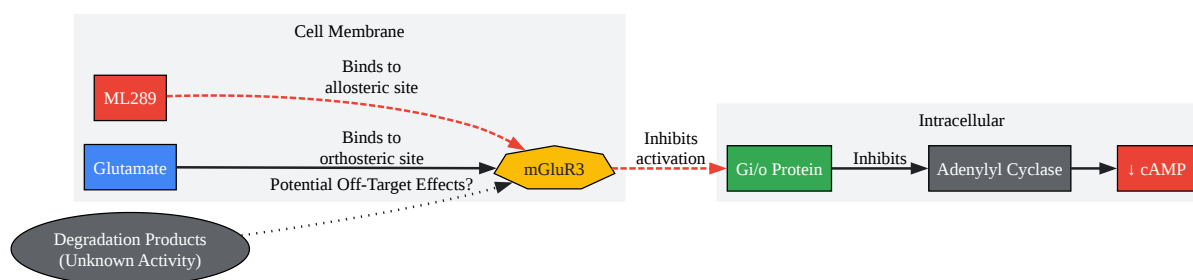 Cell Membrane
Binds to
allosteric site
ML289
Binds to
orthosteric site
Glutamate
mGluR3
Potential Off-Target Effects?
Degradation Products
(Unknown Activity)
Inhibits
activation
Intracellular
Gi/o Protein
Inhibits
Adenylyl Cyclase
↓ cAMP